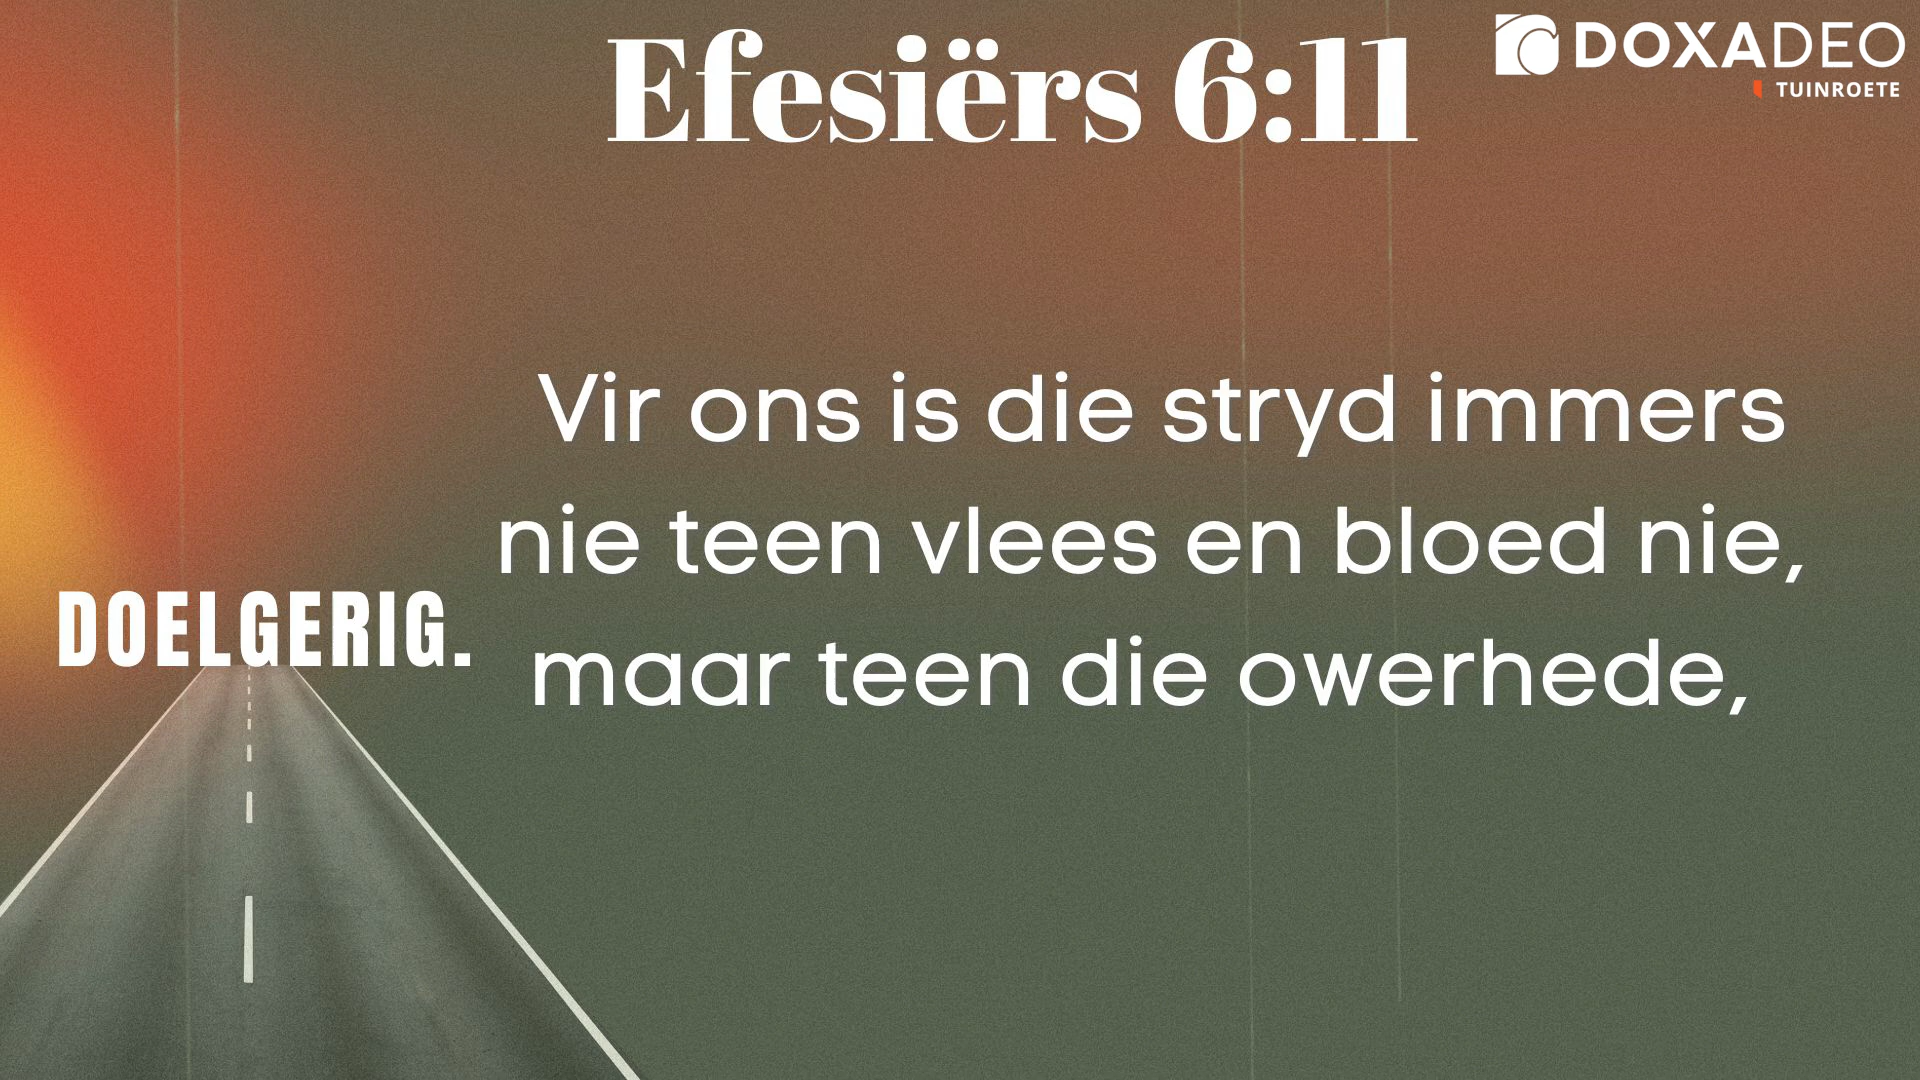 Efesiërs 6:11
DOXADEO
TUINROETE
Vir ons is die stryd immers
nie teen vlees en bloed nie,
maar teen die owerhede,
DOELGERIG.